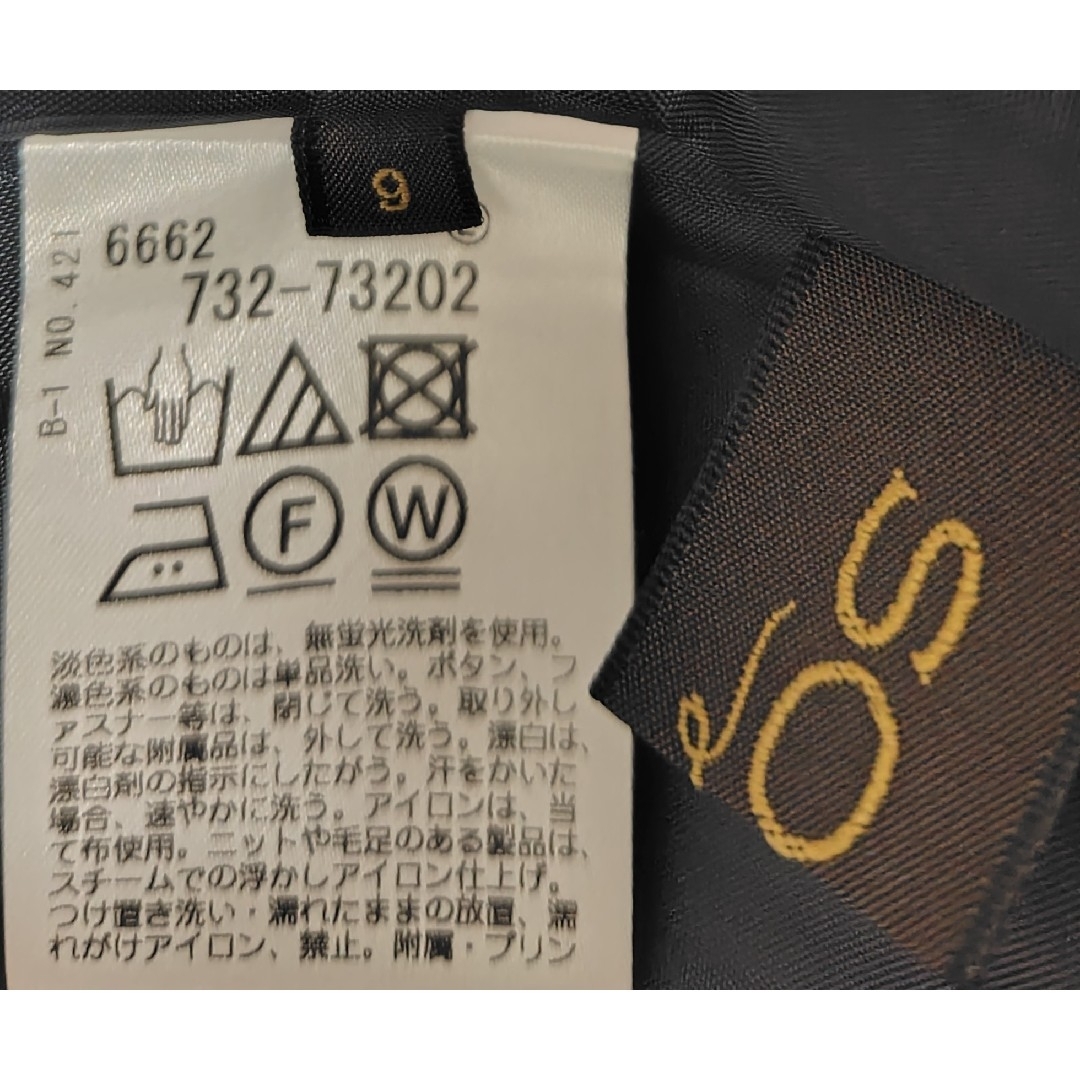 9
6662
732-73202
B-1 NO.421
F
W
淡色系のものは、無蛍光洗剤を使用。
濃色系のものは単品洗い。ボタン、フ
ァスナー等は、閉じて洗う。取り外し
可能な附属品は、外して洗う。漂白は、
漂白剤の指示にしたがう。汗をかいた
場合、速やかに洗う。アイロンは、当
て布使用。ニットや毛足のある製品は、
スチームでの浮かしアイロン仕上げ。
つけ置き洗い・濡れたままの放置、濡
れがけアイロン、禁止。附属・プリン
OS